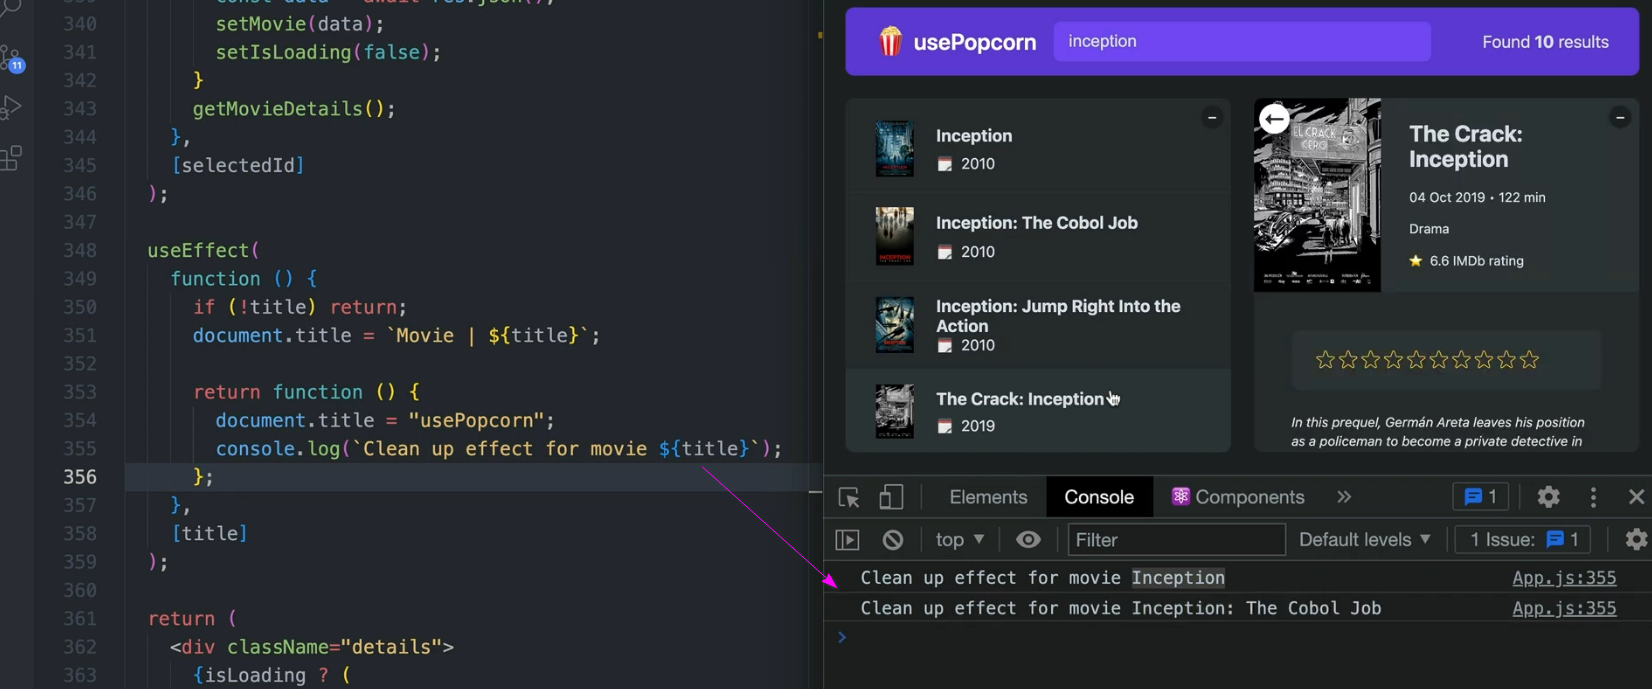 340 setMovie(data);
341 setIsLoading(false);
342 }
343 getMovieDetails();
344 },
345 [selectedId]
346 );
347
348 useEffect(
349 function () {
350 if (!title) return;
351 document.title = `Movie | ${title}`;
352
353 return function () {
354 document.title = "usePopcorn";
355 console.log(`Clean up effect for movie ${title}`);
356 };
357 },
358 [title]
359 );
360
361 return (
362 <div className="details">
363 {isLoading ? (
11
usePopcorn
inception
Found 10 results
Inception
2010
Inception: The Cobol Job
2010
Inception: Jump Right Into the
Action
2010
The Crack: Inception
2019
EL CRACK
CERO
The Crack:
Inception
04 Oct 2019 • 122 min
Drama
6.6 IMDb rating
In this prequel, Germán Areta leaves his position
as a policeman to become a private detective in
Elements Console Components » 1
top Filter Default levels 1 Issue: 1
Clean up effect for movie Inception App.js:355
Clean up effect for movie Inception: The Cobol Job App.js:355